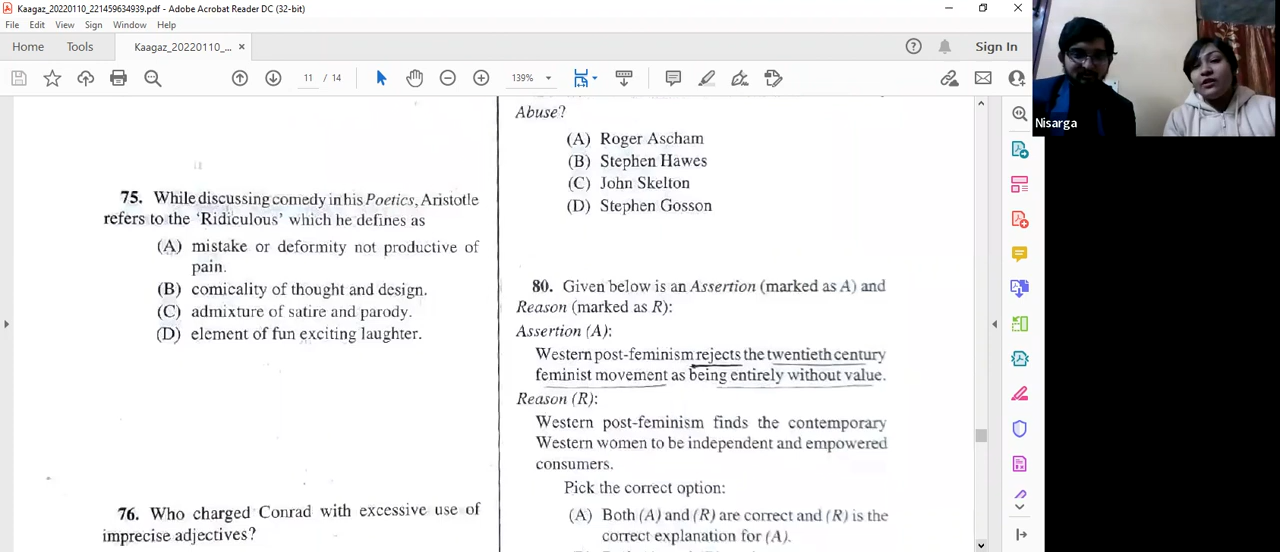 Kaagaz_20220110_221459634939.pdf - Adobe Acrobat Reader DC (32-bit)
File Edit View Sign Window Help
Home Tools Kaagaz_20220110_... × Sign In
11 / 14 139%
75. While discussing comedy in his Poetics, Aristotle
refers to the 'Ridiculous' which he defines as
(A) mistake or deformity not productive of
pain.
(B) comicality of thought and design.
(C) admixture of satire and parody.
(D) element of fun exciting laughter.
76. Who charged Conrad with excessive use of
imprecise adjectives?
Abuse?
(A) Roger Ascham
(B) Stephen Hawes
(C) John Skelton
(D) Stephen Gosson
80. Given below is an Assertion (marked as A) and
Reason (marked as R):
Assertion (A):
Western post-feminism rejects the twentieth century
feminist movement as being entirely without value.
Reason (R):
Western post-feminism finds the contemporary
Western women to be independent and empowered
consumers.
Pick the correct option:
(A) Both (A) and (R) are correct and (R) is the
correct explanation for (A).
Nisarga